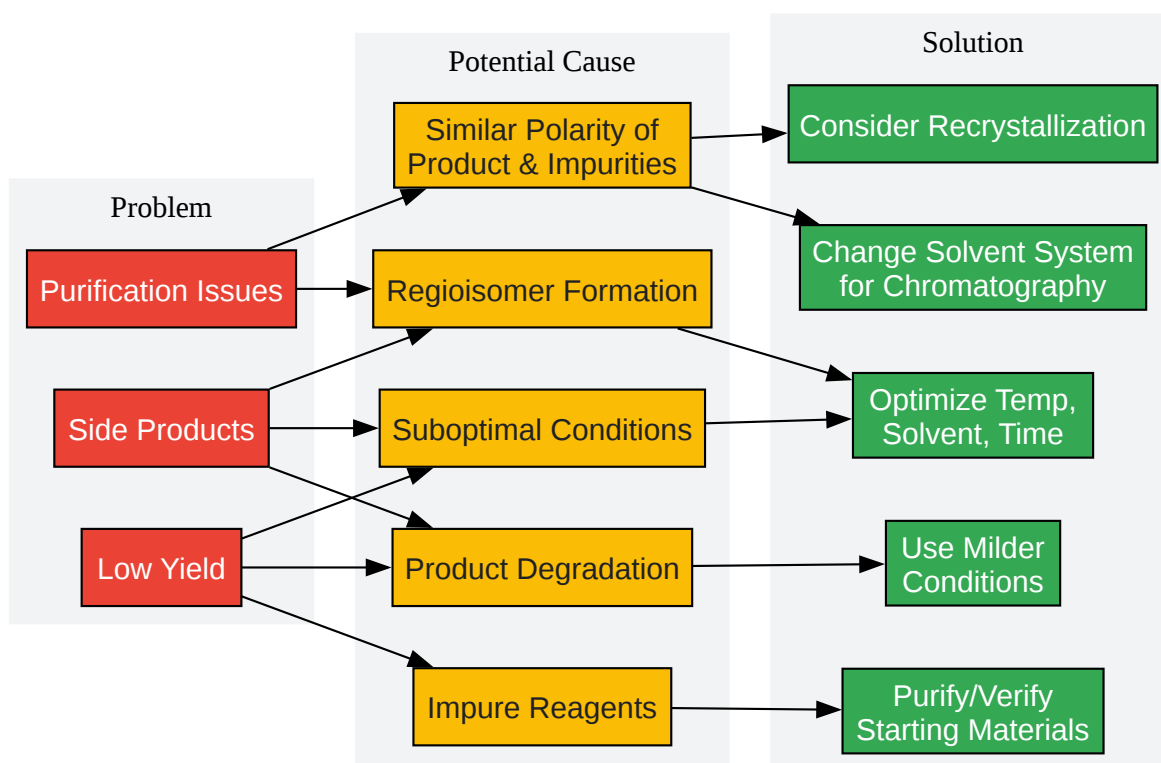 Problem
Purification Issues
Side Products
Low Yield
Potential Cause
Similar Polarity of
Product & Impurities
Regioisomer Formation
Suboptimal Conditions
Product Degradation
Impure Reagents
Solution
Consider Recrystallization
Change Solvent System
for Chromatography
Optimize Temp,
Solvent, Time
Use Milder
Conditions
Purify/Verify
Starting Materials